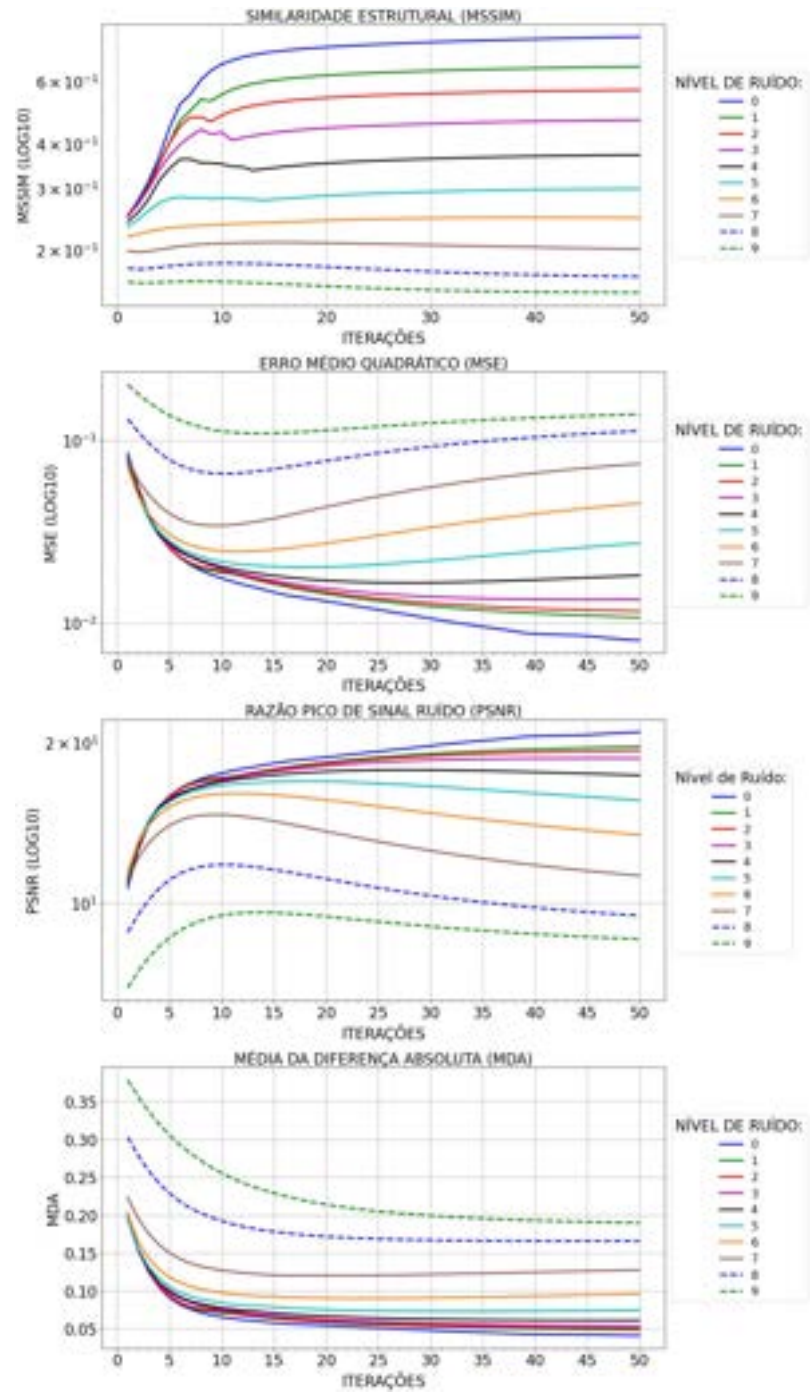 SIMILARIDADE ESTRUTURAL (MSSIM)
MSSIM (LOG10)
6 × 10⁻¹
4 × 10⁻¹
3 × 10⁻¹
2 × 10⁻¹
0 5 10 15 20 25 30 35 40 45 50
ITERAÇÕES
NÍVEL DE RUÍDO:
0
1
2
3
4
5
6
7
8
9
ERRO MÉDIO QUADRÁTICO (MSE)
MSE (LOG10)
10⁻¹
10⁻²
0 5 10 15 20 25 30 35 40 45 50
ITERAÇÕES
NÍVEL DE RUÍDO:
0
1
2
3
4
5
6
7
8
9
RAZÃO PICO DE SINAL RUÍDO (PSNR)
PSNR (LOG10)
2 × 10¹
10¹
0 5 10 15 20 25 30 35 40 45 50
ITERAÇÕES
Nível de Ruído:
0
1
2
3
4
5
6
7
8
9
MÉDIA DA DIFERENÇA ABSOLUTA (MDA)
MDA
0.35
0.30
0.25
0.20
0.15
0.10
0.05
0 5 10 15 20 25 30 35 40 45 50
ITERAÇÕES
NÍVEL DE RUÍDO:
0
1
2
3
4
5
6
7
8
9